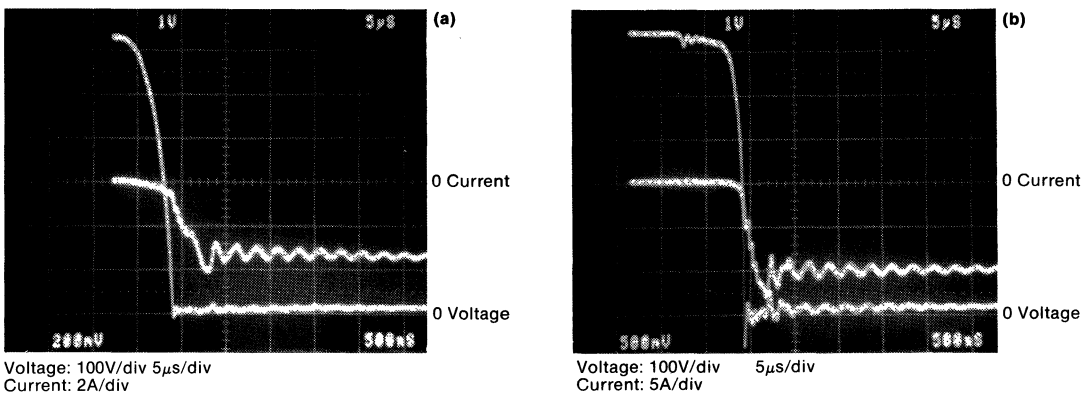 1V 5μS (a)
0 Current
0 Voltage
200mV 500nS
Voltage: 100V/div 5μs/div
Current: 2A/div
1V 5μS (b)
0 Current
0 Voltage
500mV 500nS
Voltage: 100V/div 5μs/div
Current: 5A/div